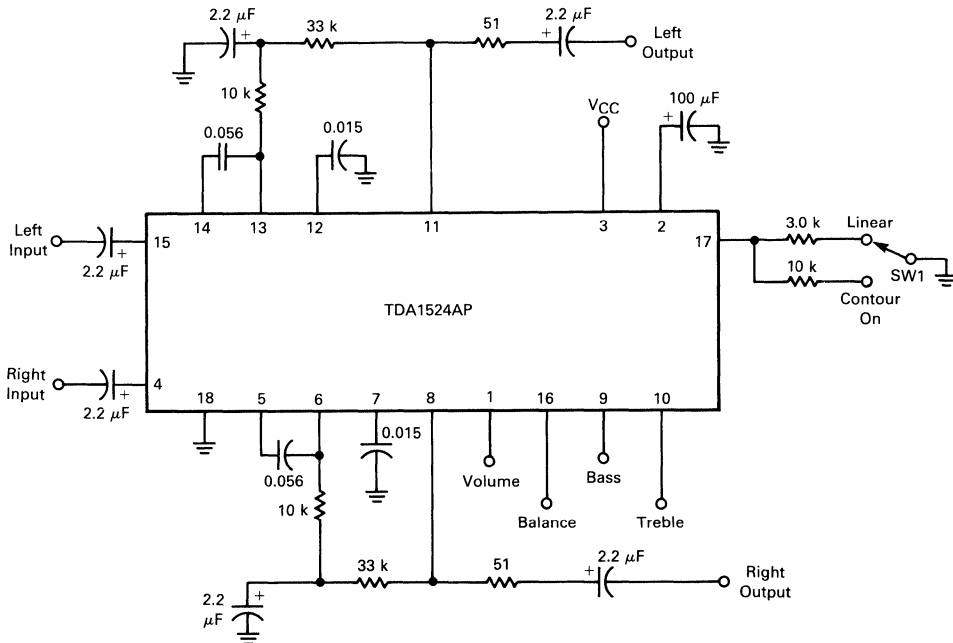 2.2 µF
+
33 k
51
2.2 µF
+
Left
Output
10 k
VCC
100 µF
+
0.056
0.015
14
13
12
11
3
2
Left
Input
2.2 µF
+
15
17
3.0 k
Linear
10 k
SW1
Contour
On
TDA1524AP
Right
Input
2.2 µF
+
4
18
5
6
7
8
1
16
9
10
0.056
0.015
Volume
Bass
10 k
Balance
Treble
33 k
51
2.2 µF
+
Right
Output
2.2
µF
+